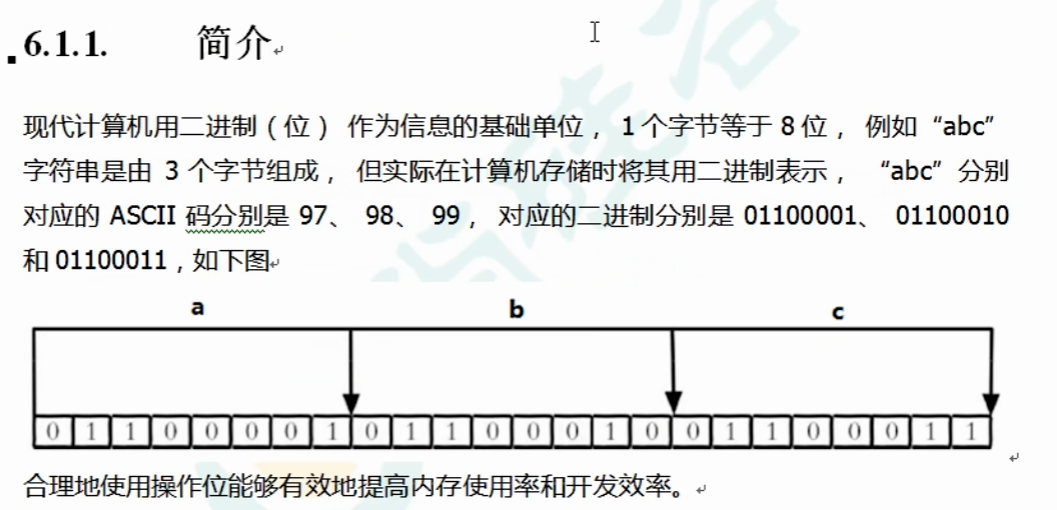 6.1.1. 简介
现代计算机用二进制（位） 作为信息的基础单位， 1个字节等于8位， 例如“abc”
字符串是由 3 个字节组成， 但实际在计算机存储时将其用二进制表示， “abc”分别
对应的 ASCII 码分别是 97、 98、 99， 对应的二进制分别是 01100001、 01100010
和 01100011，如下图
a b c
0 1 1 0 0 0 0 1 0 1 1 0 0 0 1 0 0 1 1 0 0 0 1 1
合理地使用操作位能够有效地提高内存使用率和开发效率。